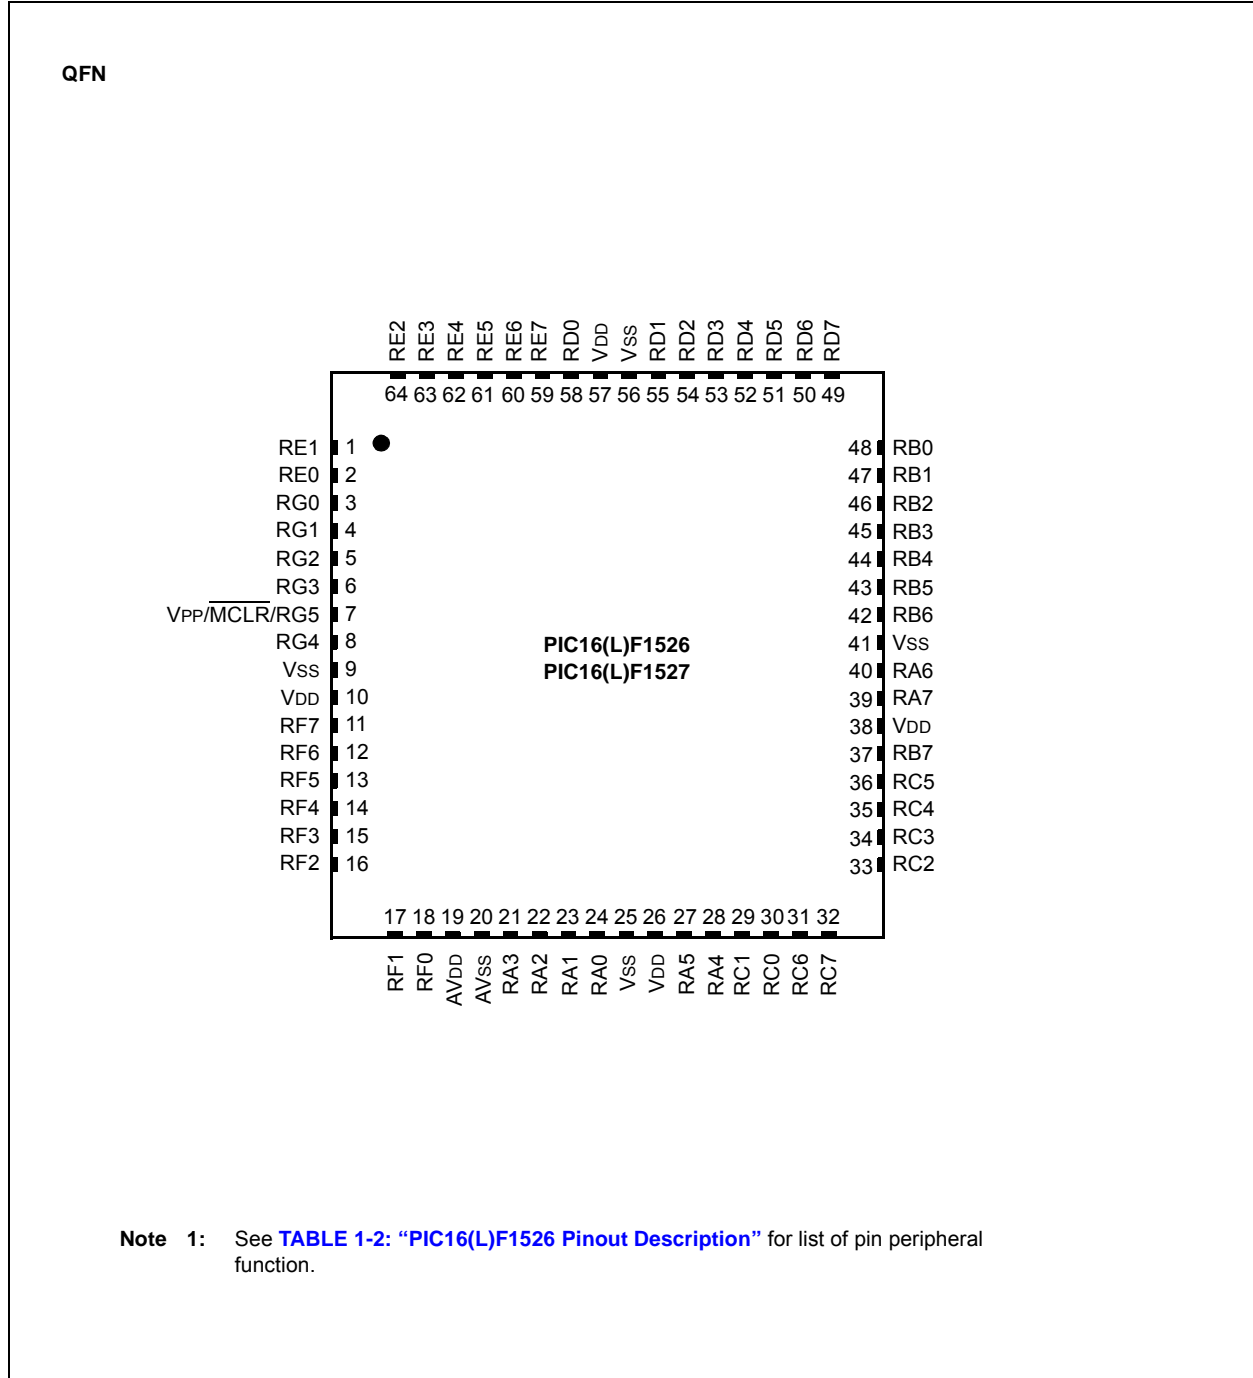 QFN
RE2 RE3 RE4 RE5 RE6 RE7 RD0 VDD VSS RD1 RD2 RD3 RD4 RD5 RD6 RD7
64 63 62 61 60 59 58 57 56 55 54 53 52 51 50 49
RE1 1 48 RB0
RE0 2 47 RB1
RG0 3 46 RB2
RG1 4 45 RB3
RG2 5 44 RB4
RG3 6 43 RB5
VPP/MCLR/RG5 7 42 RB6
RG4 8 PIC16(L)F1526 41 VSS
VSS 9 PIC16(L)F1527 40 RA6
VDD 10 39 RA7
RF7 11 38 VDD
RF6 12 37 RB7
RF5 13 36 RC5
RF4 14 35 RC4
RF3 15 34 RC3
RF2 16 33 RC2
17 18 19 20 21 22 23 24 25 26 27 28 29 30 31 32
RF1 RF0 AVDD AVSS RA3 RA2 RA1 RA0 VSS VDD RA5 RA4 RC1 RC0 RC6 RC7
Note 1: See TABLE 1-2: “PIC16(L)F1526 Pinout Description” for list of pin peripheral
function.